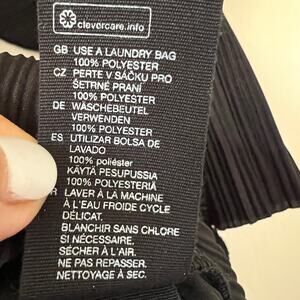 clevercare.info
GB USE A LAUNDRY BAG
100% POLYESTER
CZ PERTE V SÁČKU PRO
ŠETRNÉ PRANÍ
100% POLYESTER
DE WÄSCHEBEUTEL
VERWENDEN
100% POLYESTER
ES UTILIZAR BOLSA DE
LAVADO
100% poliéster
KÄYTÄ PESUPUSSIA
100% POLYESTERIÄ
LAVER À LA MACHINE
À L'EAU FROIDE CYCLE
DÉLICAT.
BLANCHIR SANS CHLORE
SI NÉCESSAIRE.
SÉCHER À L'AIR.
NE PAS REPASSER.
NETTOYAGE À SEC.